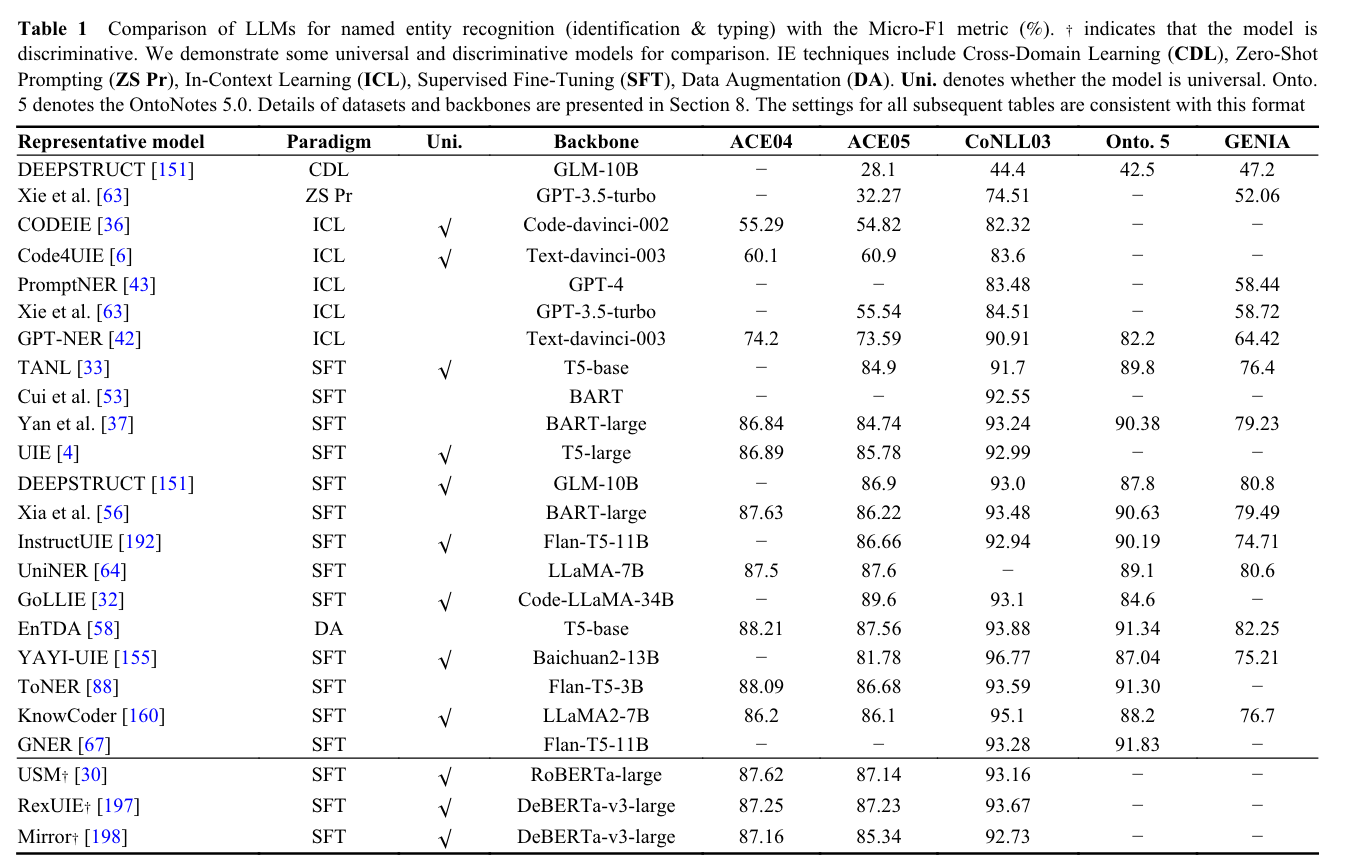 Table 1 Comparison of LLMs for named entity recognition (identification & typing) with the Micro-F1 metric (%). † indicates that the model is
discriminative. We demonstrate some universal and discriminative models for comparison. IE techniques include Cross-Domain Learning (CDL), Zero-Shot
Prompting (ZS Pr), In-Context Learning (ICL), Supervised Fine-Tuning (SFT), Data Augmentation (DA). Uni. denotes whether the model is universal. Onto.
5 denotes the OntoNotes 5.0. Details of datasets and backbones are presented in Section 8. The settings for all subsequent tables are consistent with this format
Representative model Paradigm Uni. Backbone ACE04 ACE05 CoNLL03 Onto. 5 GENIA
DEEPSTRUCT [151] CDL GLM-10B − 28.1 44.4 42.5 47.2
Xie et al. [63] ZS Pr GPT-3.5-turbo − 32.27 74.51 − 52.06
CODEIE [36] ICL √ Code-davinci-002 55.29 54.82 82.32 − −
Code4UIE [6] ICL √ Text-davinci-003 60.1 60.9 83.6 − −
PromptNER [43] ICL GPT-4 − − 83.48 − 58.44
Xie et al. [63] ICL GPT-3.5-turbo − 55.54 84.51 − 58.72
GPT-NER [42] ICL Text-davinci-003 74.2 73.59 90.91 82.2 64.42
TANL [33] SFT √ T5-base − 84.9 91.7 89.8 76.4
Cui et al. [53] SFT BART − − 92.55 − −
Yan et al. [37] SFT BART-large 86.84 84.74 93.24 90.38 79.23
UIE [4] SFT √ T5-large 86.89 85.78 92.99 − −
DEEPSTRUCT [151] SFT √ GLM-10B − 86.9 93.0 87.8 80.8
Xia et al. [56] SFT BART-large 87.63 86.22 93.48 90.63 79.49
InstructUIE [192] SFT √ Flan-T5-11B − 86.66 92.94 90.19 74.71
UniNER [64] SFT LLaMA-7B 87.5 87.6 − 89.1 80.6
GoLLIE [32] SFT √ Code-LLaMA-34B − 89.6 93.1 84.6 −
EnTDA [58] DA T5-base 88.21 87.56 93.88 91.34 82.25
YAYI-UIE [155] SFT √ Baichuan2-13B − 81.78 96.77 87.04 75.21
ToNER [88] SFT Flan-T5-3B 88.09 86.68 93.59 91.30 −
KnowCoder [160] SFT √ LLaMA2-7B 86.2 86.1 95.1 88.2 76.7
GNER [67] SFT Flan-T5-11B − − 93.28 91.83 −
USM† [30] SFT √ RoBERTa-large 87.62 87.14 93.16 − −
RexUIE† [197] SFT √ DeBERTa-v3-large 87.25 87.23 93.67 − −
Mirror† [198] SFT √ DeBERTa-v3-large 87.16 85.34 92.73 − −